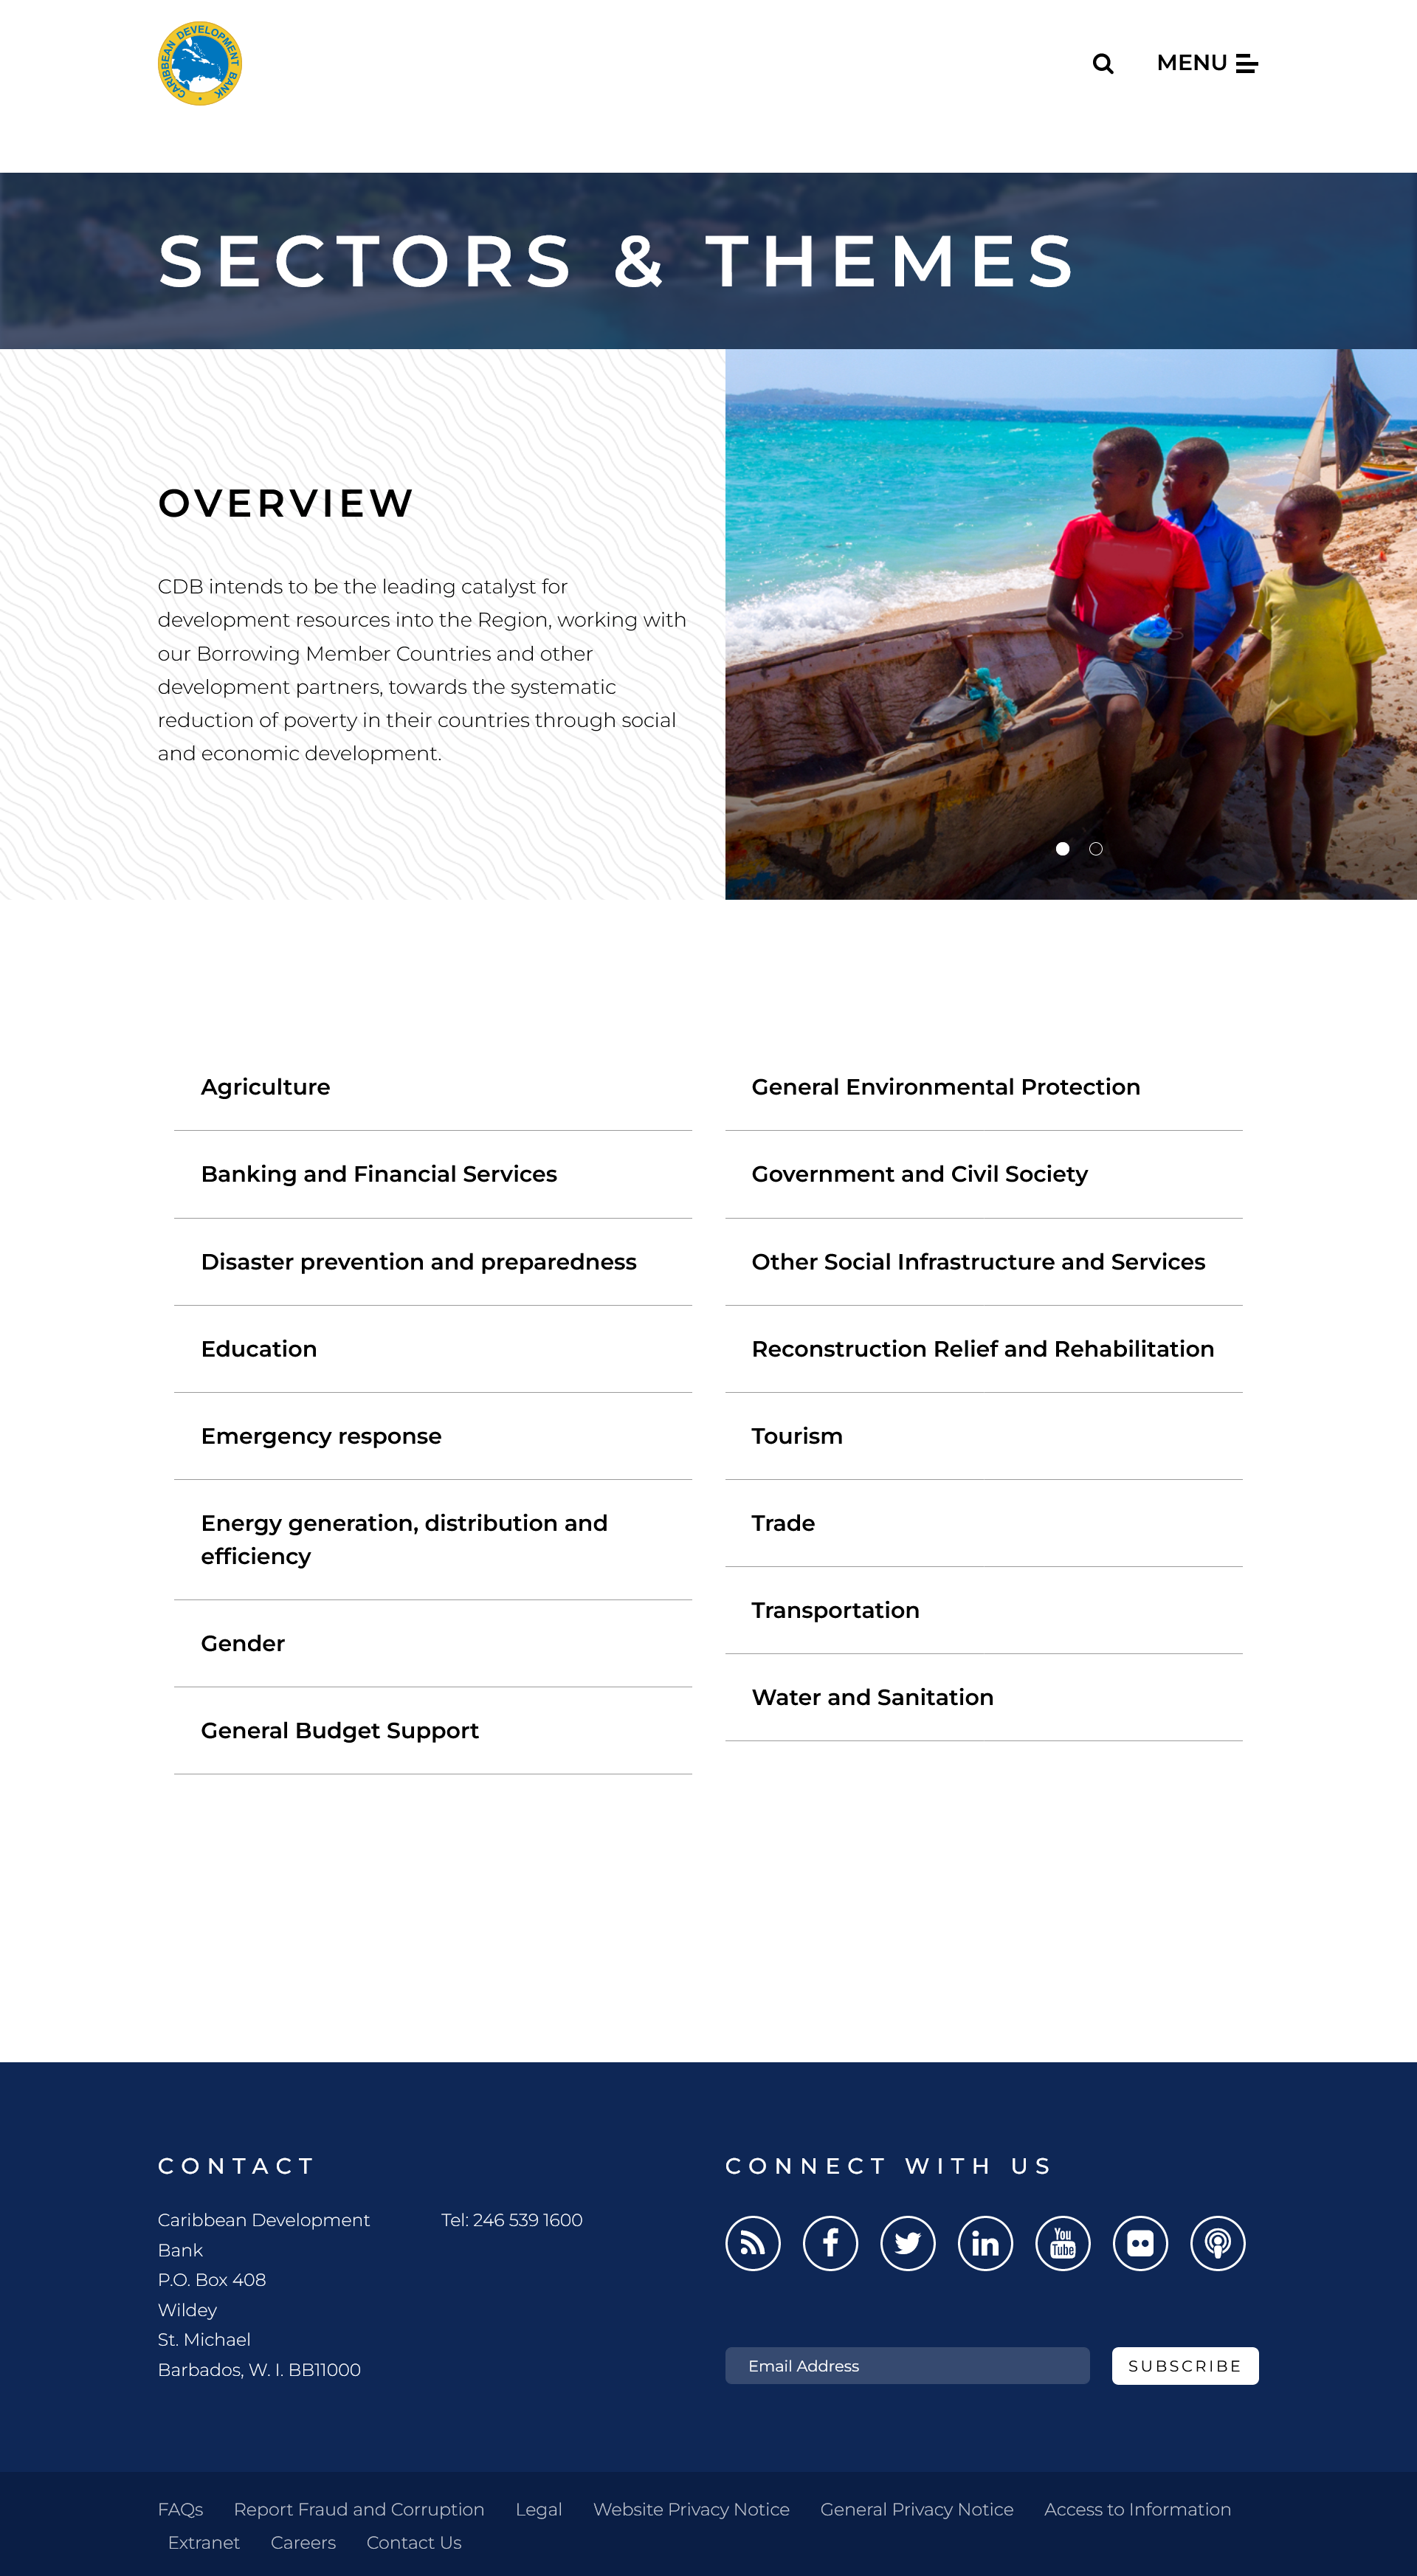 CARIBBEAN DEVELOPMENT BANK
MENU
SECTORS & THEMES
OVERVIEW
CDB intends to be the leading catalyst for
development resources into the Region, working with
our Borrowing Member Countries and other
development partners, towards the systematic
reduction of poverty in their countries through social
and economic development.
Agriculture
Banking and Financial Services
Disaster prevention and preparedness
Education
Emergency response
Energy generation, distribution and
efficiency
Gender
General Budget Support
General Environmental Protection
Government and Civil Society
Other Social Infrastructure and Services
Reconstruction Relief and Rehabilitation
Tourism
Trade
Transportation
Water and Sanitation
CONTACT
Caribbean Development
Bank
P.O. Box 408
Wildey
St. Michael
Barbados, W. I. BB11000
Tel: 246 539 1600
CONNECT WITH US
You
Tube
Email Address
SUBSCRIBE
FAQs Report Fraud and Corruption Legal Website Privacy Notice General Privacy Notice Access to Information
Extranet Careers Contact Us